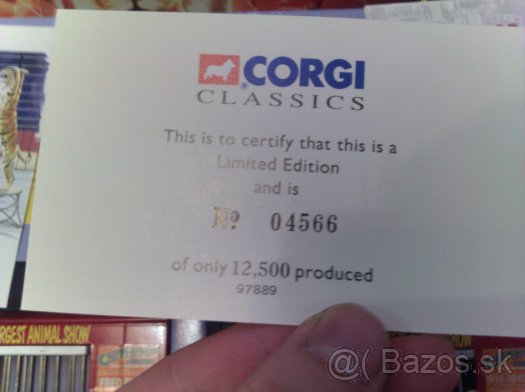 CORGI
CLASSICS
This is to certify that this is a
Limited Edition
and is
Nº 04566
of only 12,500 produced
97889
RGEST ANIMAL SHOW
@( Bazos.sk